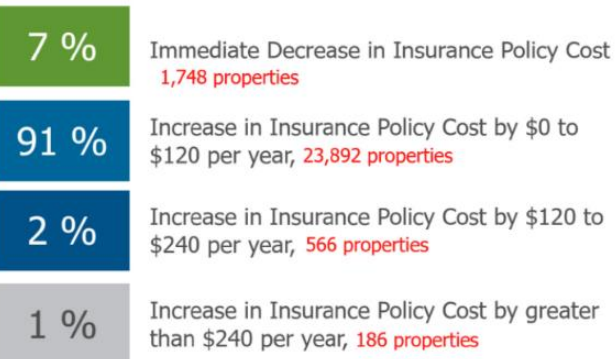 7 %
Immediate Decrease in Insurance Policy Cost
1,748 properties
91 %
Increase in Insurance Policy Cost by $0 to
$120 per year, 23,892 properties
2 %
Increase in Insurance Policy Cost by $120 to
$240 per year, 566 properties
1 %
Increase in Insurance Policy Cost by greater
than $240 per year, 186 properties